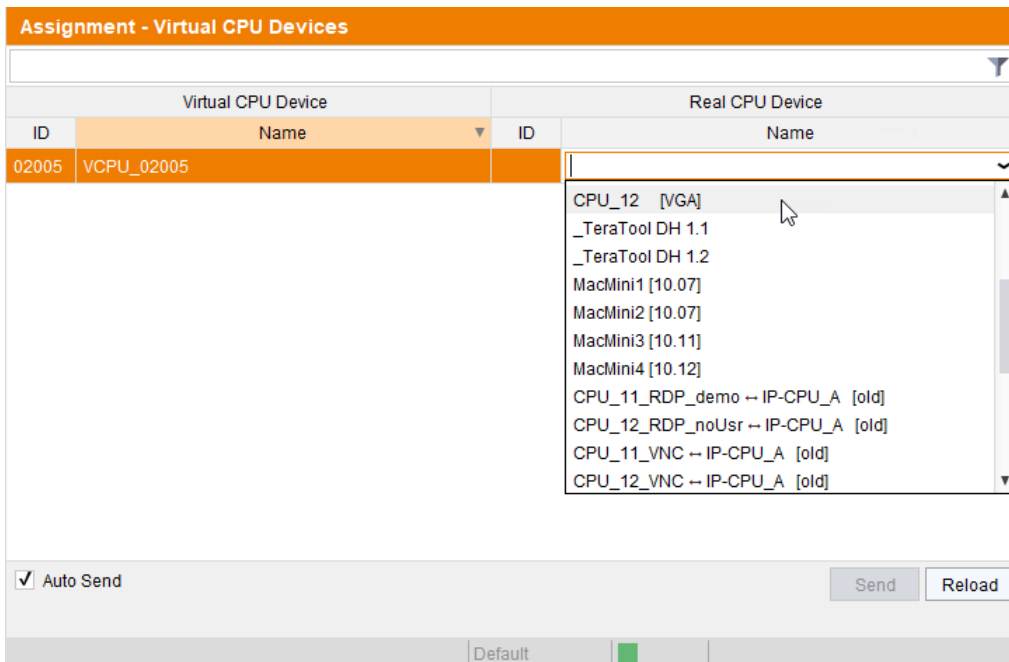 Assignment - Virtual CPU Devices
Virtual CPU Device Real CPU Device
ID Name ID Name
02005 VCPU_02005
CPU_12 [VGA]
_TeraTool DH 1.1
_TeraTool DH 1.2
MacMini1 [10.07]
MacMini2 [10.07]
MacMini3 [10.11]
MacMini4 [10.12]
CPU_11_RDP_demo ↔ IP-CPU_A [old]
CPU_12_RDP_noUsr ↔ IP-CPU_A [old]
CPU_11_VNC ↔ IP-CPU_A [old]
CPU_12_VNC ↔ IP-CPU_A [old]
Auto Send Send Reload
Default